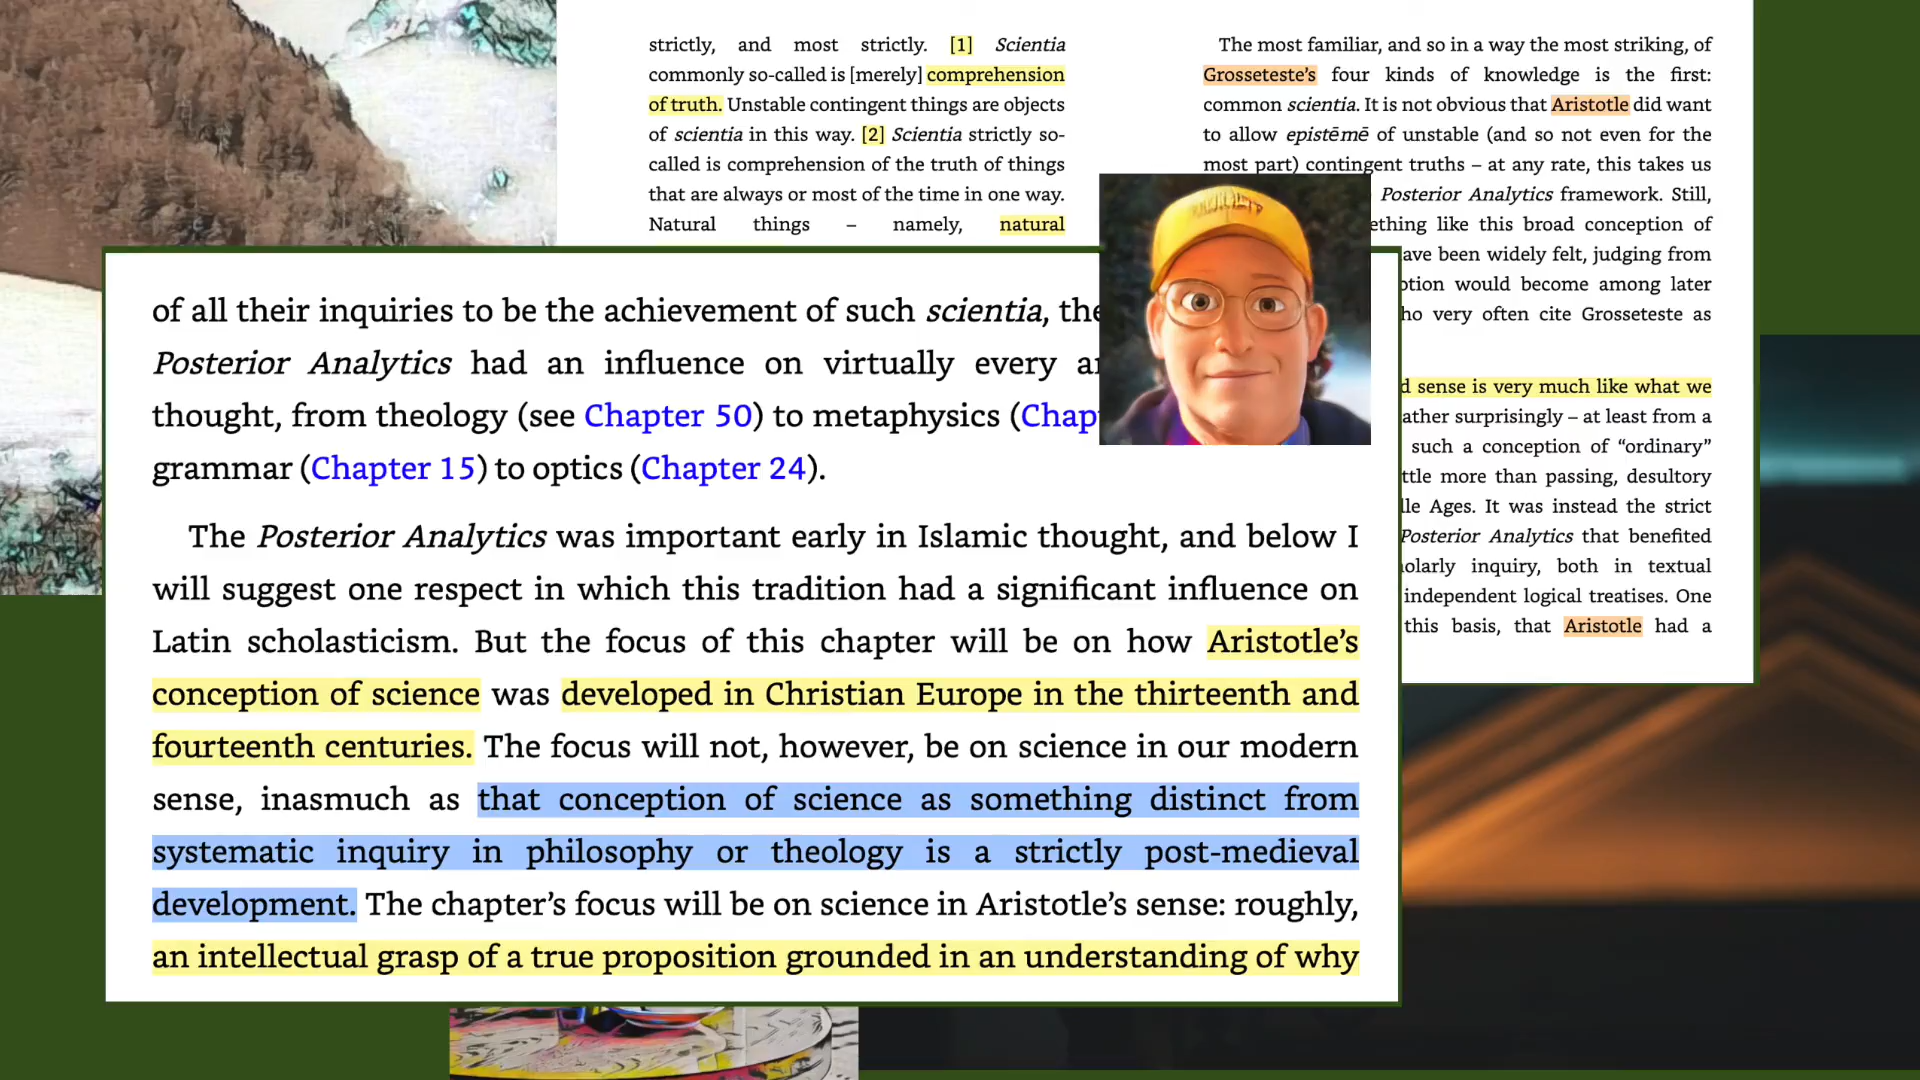 strictly, and most strictly. [1] Scientia
commonly so-called is [merely] comprehension
of truth. Unstable contingent things are objects
of scientia in this way. [2] Scientia strictly so-
called is comprehension of the truth of things
that are always or most of the time in one way.
Natural things – namely, natural
The most familiar, and so in a way the most striking, of
Grosseteste’s four kinds of knowledge is the first:
common scientia. It is not obvious that Aristotle did want
to allow epistēmē of unstable (and so not even for the
most part) contingent truths – at any rate, this takes us
Posterior Analytics framework. Still,
ething like this broad conception of
ave been widely felt, judging from
otion would become among later
ho very often cite Grosseteste as
d sense is very much like what we
ather surprisingly – at least from a
such a conception of “ordinary”
ttle more than passing, desultory
lle Ages. It was instead the strict
Posterior Analytics that benefited
olarly inquiry, both in textual
independent logical treatises. One
this basis, that Aristotle had a
of all their inquiries to be the achievement of such scientia, the
Posterior Analytics had an influence on virtually every
thought, from theology (see Chapter 50) to metaphysics (Chap
grammar (Chapter 15) to optics (Chapter 24).
The Posterior Analytics was important early in Islamic thought, and below I
will suggest one respect in which this tradition had a significant influence on
Latin scholasticism. But the focus of this chapter will be on how Aristotle’s
conception of science was developed in Christian Europe in the thirteenth and
fourteenth centuries. The focus will not, however, be on science in our modern
sense, inasmuch as that conception of science as something distinct from
systematic inquiry in philosophy or theology is a strictly post-medieval
development. The chapter’s focus will be on science in Aristotle’s sense: roughly,
an intellectual grasp of a true proposition grounded in an understanding of why